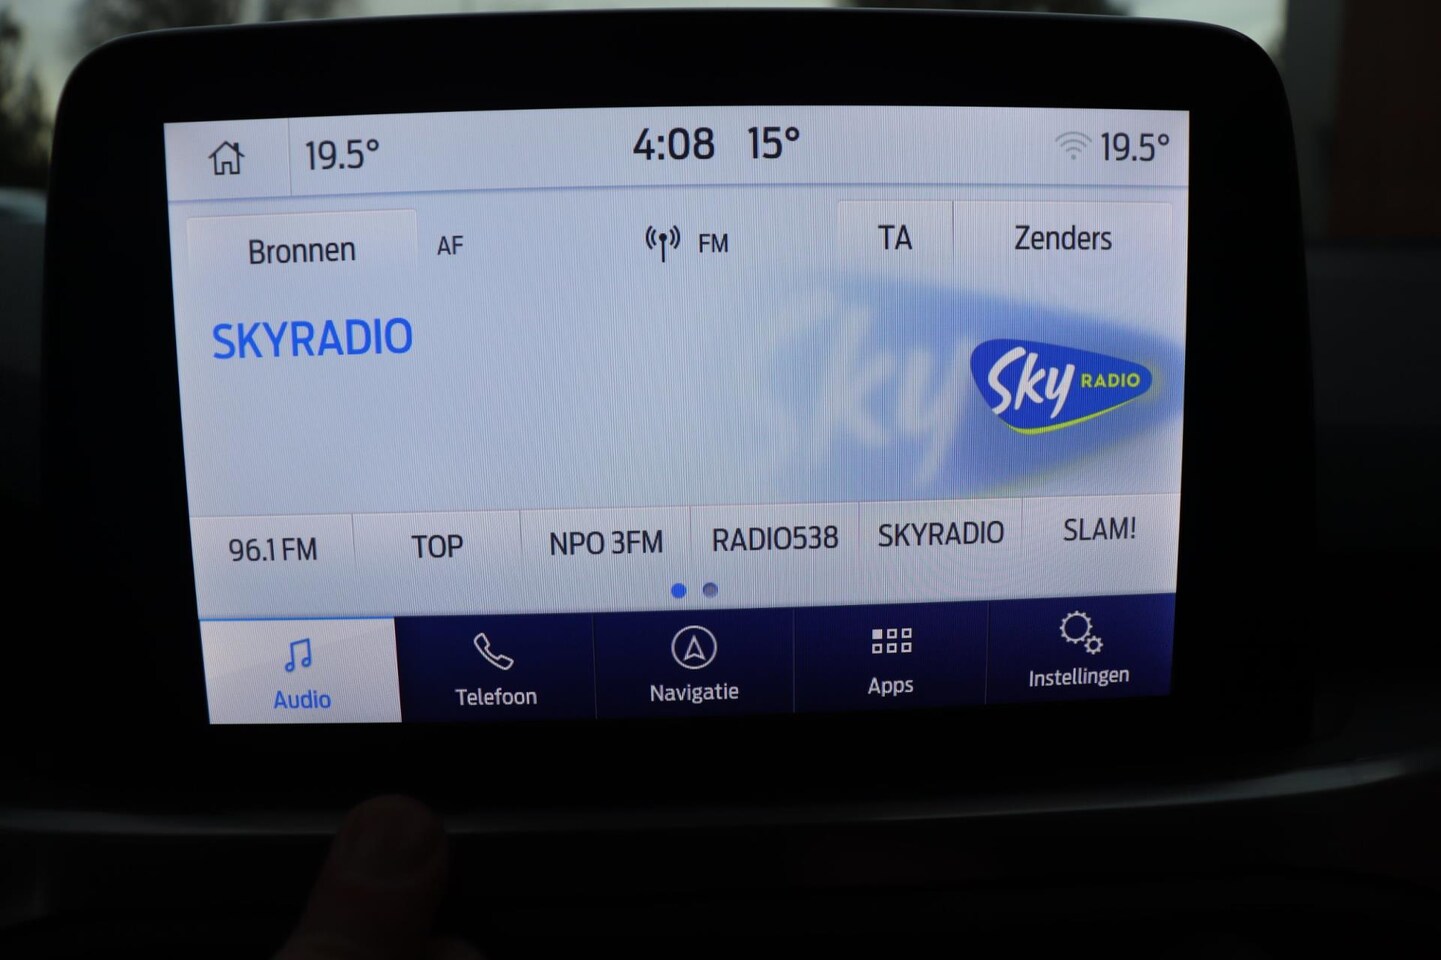 19.5° 4:08 15° 19.5°
Bronnen AF FM TA Zenders
SKYRADIO
Sky RADIO
96.1 FM TOP NPO 3FM RADIO538 SKYRADIO SLAM!
Audio Telefoon Navigatie Apps Instellingen